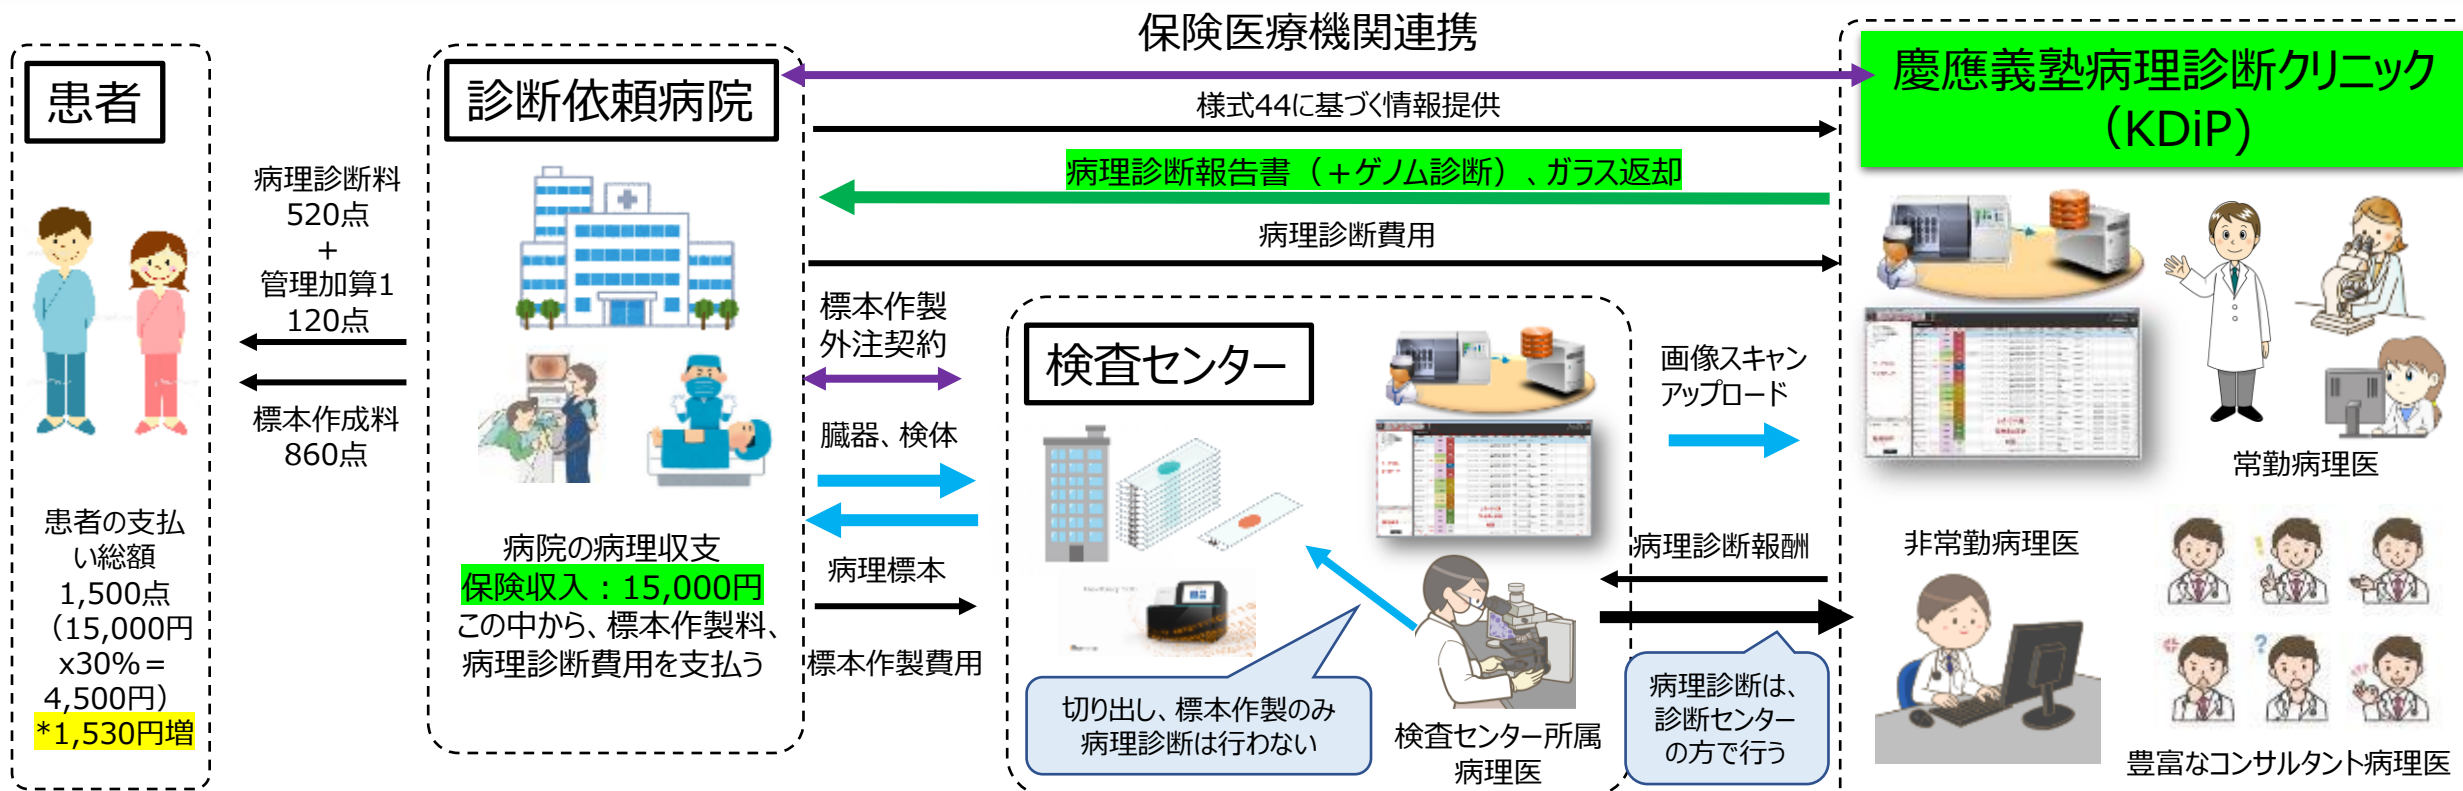 保険医療機関連携
患者
病理診断料
520点
+
管理加算1
120点
標本作成料
860点
患者の支払
い総額
1,500点
（15,000円
x30%＝
4,500円）
*1,530円増
診断依頼病院
病院の病理収支
保険収入：15,000円
この中から、標本作製料、
病理診断費用を支払う
様式44に基づく情報提供
病理診断報告書（＋ゲノム診断）、ガラス返却
病理診断費用
標本作製
外注契約
臓器、検体
病理標本
標本作製費用
検査センター
切り出し、標本作製のみ
病理診断は行わない
検査センター所属
病理医
画像スキャン
アップロード
病理診断報酬
病理診断は、
診断センター
の方で行う
慶應義塾病理診断クリニック
（KDiP)
常勤病理医
非常勤病理医
豊富なコンサルタント病理医